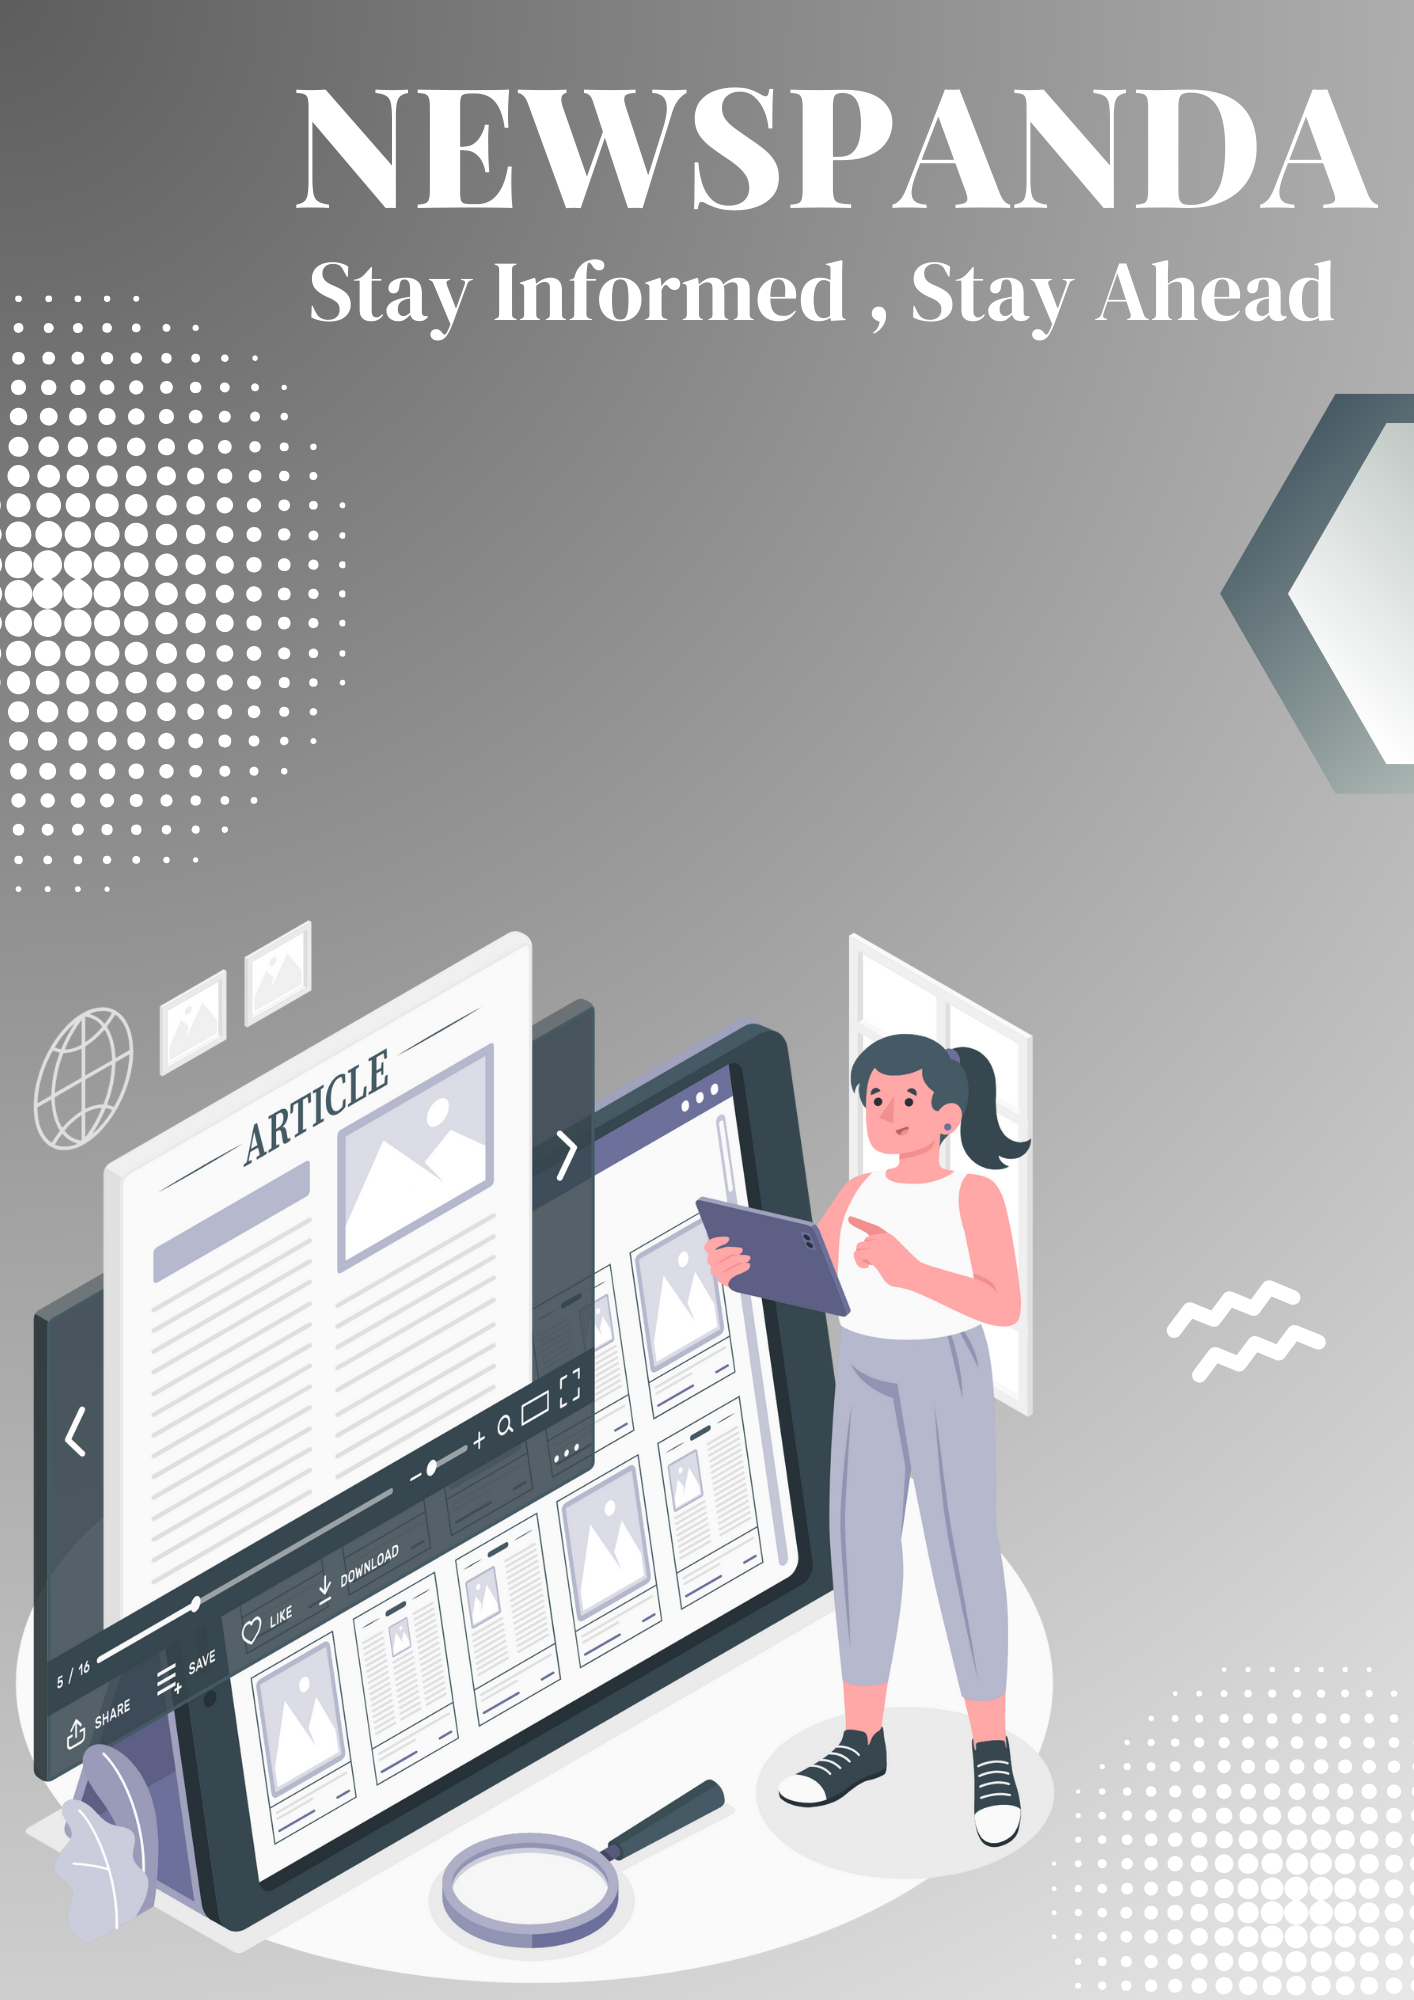 NEWSPANDA
Stay Informed , Stay Ahead
ARTICLE
5 / 16
SHARE
SAVE
LIKE
DOWNLOAD